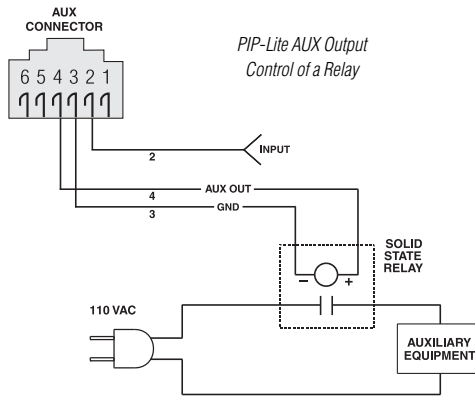 AUX
CONNECTOR
PIP-Lite AUX Output
Control of a Relay
6 5 4 3 2 1
2
INPUT
4
AUX OUT
3
GND
SOLID
STATE
RELAY
– +
110 VAC
AUXILIARY
EQUIPMENT